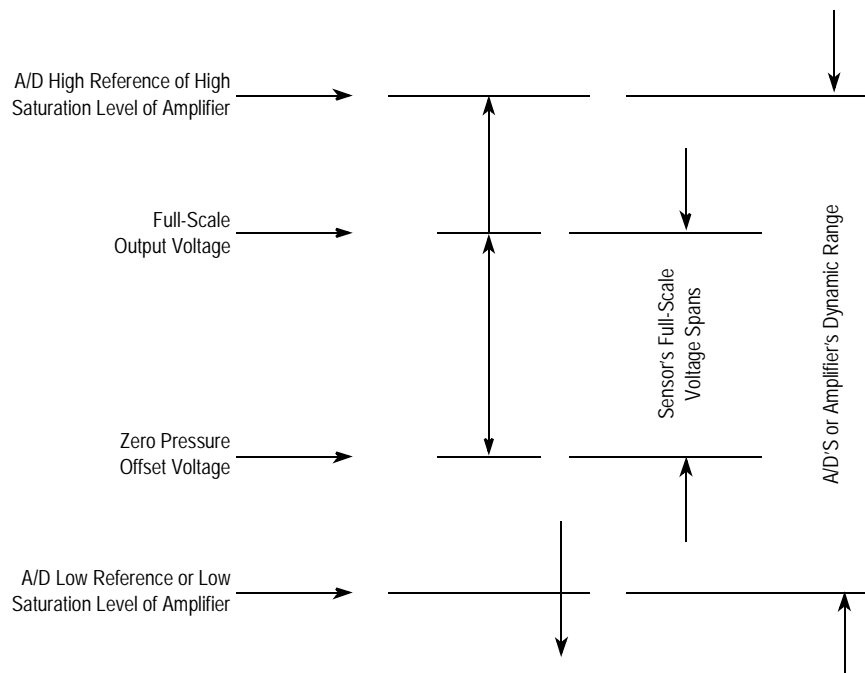 A/D High Reference of High
Saturation Level of Amplifier
Full-Scale
Output Voltage
Sensor's Full-Scale
Voltage Spans
A/D'S or Amplifier's Dynamic Range
Zero Pressure
Offset Voltage
A/D Low Reference or Low
Saturation Level of Amplifier